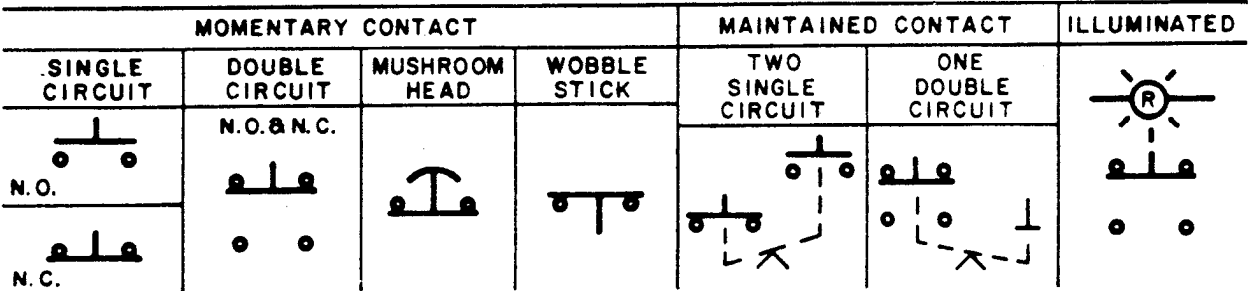 MOMENTARY CONTACT
MAINTAINED CONTACT
ILLUMINATED
SINGLE
CIRCUIT
DOUBLE
CIRCUIT
MUSHROOM
HEAD
WOBBLE
STICK
TWO
SINGLE
CIRCUIT
ONE
DOUBLE
CIRCUIT
N.O.
N.C.
N.O.& N.C.
R